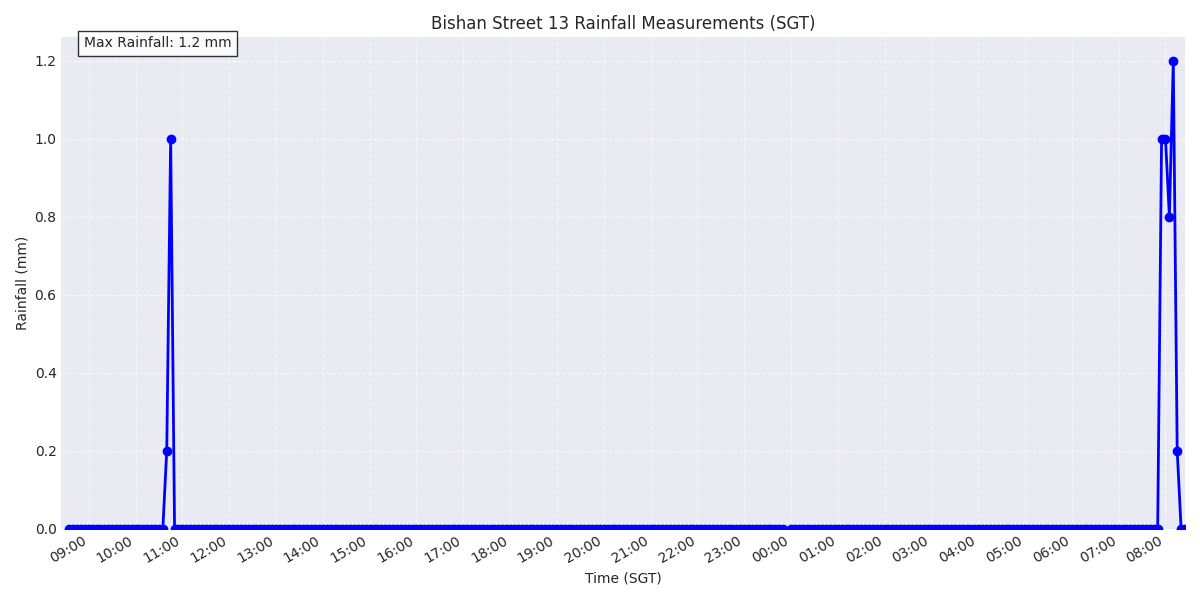 Bishan Street 13 Rainfall Measurements (SGT)
Max Rainfall: 1.2 mm
1.2
1.0
0.8
0.6
0.4
0.2
0.0
Rainfall (mm)
09:00 10:00 11:00 12:00 13:00 14:00 15:00 16:00 17:00 18:00 19:00 20:00 21:00 22:00 23:00 00:00 01:00 02:00 03:00 04:00 05:00 06:00 07:00 08:00
Time (SGT)